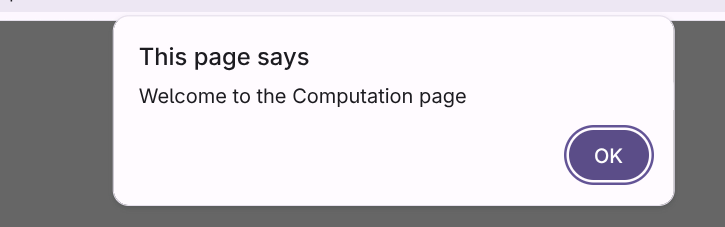 This page says
Welcome to the Computation page
OK